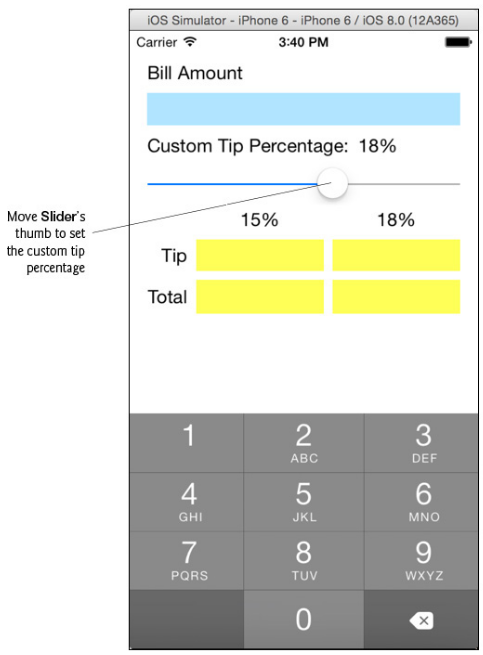 iOS Simulator - iPhone 6 - iPhone 6 / iOS 8.0 (12A365)
Carrier 3:40 PM
Bill Amount
Custom Tip Percentage: 18%
Move Slider's
thumb to set
the custom tip
percentage
15% 18%
Tip
Total
1 2 3
ABC DEF
4 5 6
GHI JKL MNO
7 8 9
PQRS TUV WXYZ
0